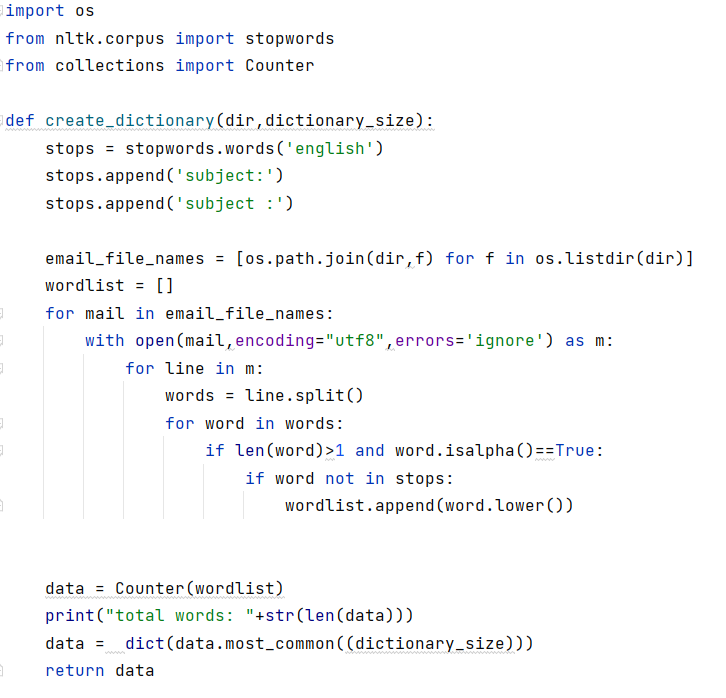 import os
from nltk.corpus import stopwords
from collections import Counter

def create_dictionary(dir,dictionary_size):
    stops = stopwords.words('english')
    stops.append('subject:')
    stops.append('subject :')

    email_file_names = [os.path.join(dir,f) for f in os.listdir(dir)]
    wordlist = []
    for mail in email_file_names:
        with open(mail,encoding="utf8",errors='ignore') as m:
            for line in m:
                words = line.split()
                for word in words:
                    if len(word)>1 and word.isalpha()==True:
                        if word not in stops:
                            wordlist.append(word.lower())


    data = Counter(wordlist)
    print("total words: "+str(len(data)))
    data =  dict(data.most_common((dictionary_size)))
    return data